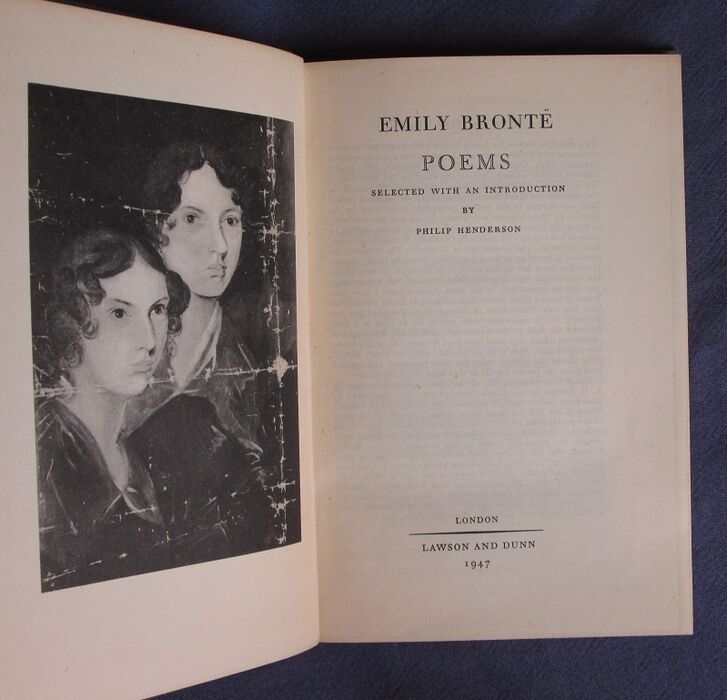 EMILY BRONTË
POEMS
SELECTED WITH AN INTRODUCTION
BY
PHILIP HENDERSON
LONDON
LAWSON AND DUNN
1947